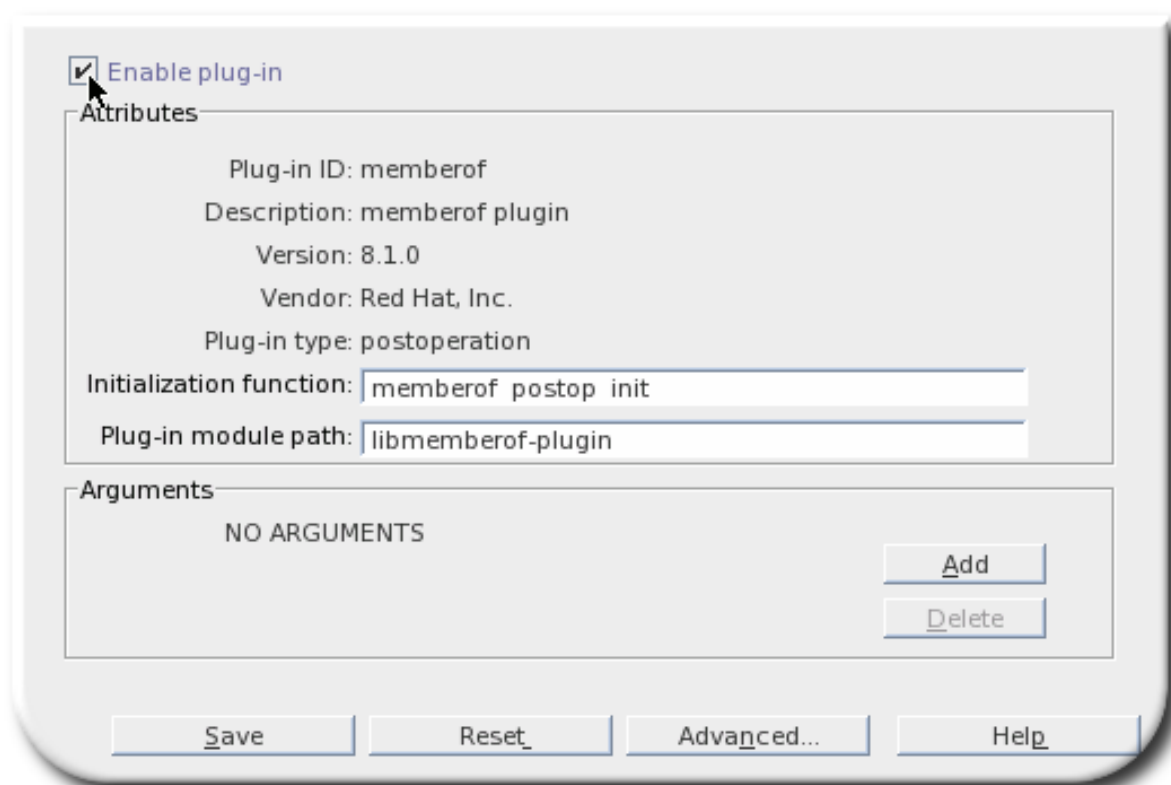 Enable plug-in
Attributes
Plug-in ID: memberof
Description: memberof plugin
Version: 8.1.0
Vendor: Red Hat, Inc.
Plug-in type: postoperation
Initialization function: memberof postop init
Plug-in module path: libmemberof-plugin
Arguments
NO ARGUMENTS
Add
Delete
Save Reset Advanced... Help